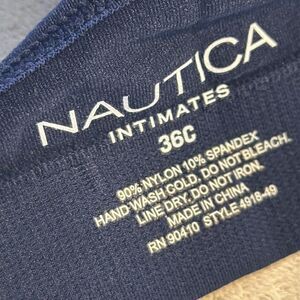 NAUTICA
INTIMATES
36C
90% NYLON 10% SPANDEX
HAND WASH COLD. DO NOT BLEACH.
LINE DRY. DO NOT IRON.
MADE IN CHINA
RN 90410 STYLE 4918-49